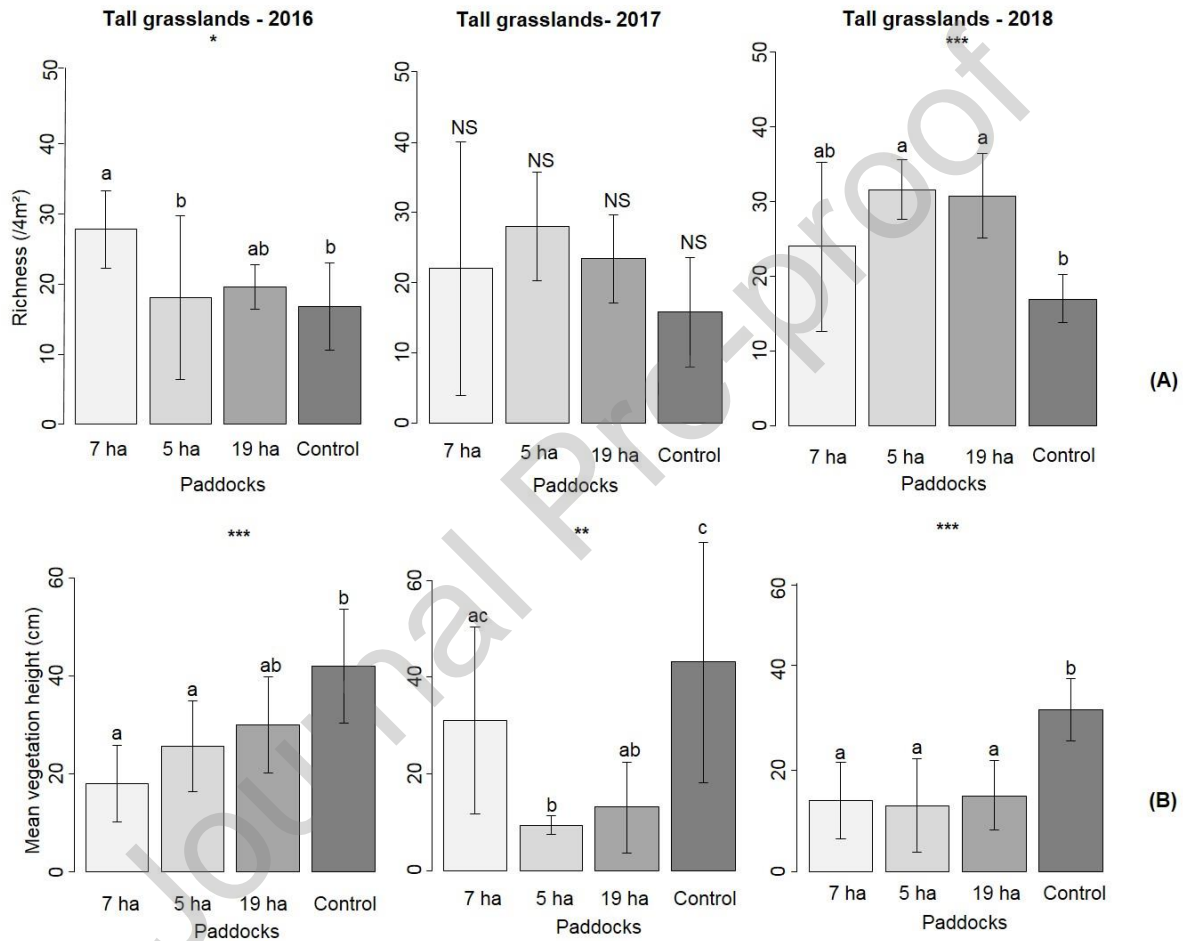 Tall grasslands - 2016
*
Richness (/4m²)
50
40
30
20
10
0
a
b
ab
b
7 ha 5 ha 19 ha Control
Paddocks
Tall grasslands- 2017
50
40
30
20
10
0
NS
NS
NS
NS
7 ha 5 ha 19 ha Control
Paddocks
Tall grasslands - 2018
***
50
40
30
20
10
0
ab
a
a
b
7 ha 5 ha 19 ha Control
Paddocks
(A)
***
Mean vegetation height (cm)
60
40
20
0
a
a
ab
b
7 ha 5 ha 19 ha Control
Paddocks
**
60
40
20
0
ac
b
ab
c
7 ha 5 ha 19 ha Control
Paddocks
***
60
40
20
0
a
a
a
b
7 ha 5 ha 19 ha Control
Paddocks
(B)
Journal Pre-proof